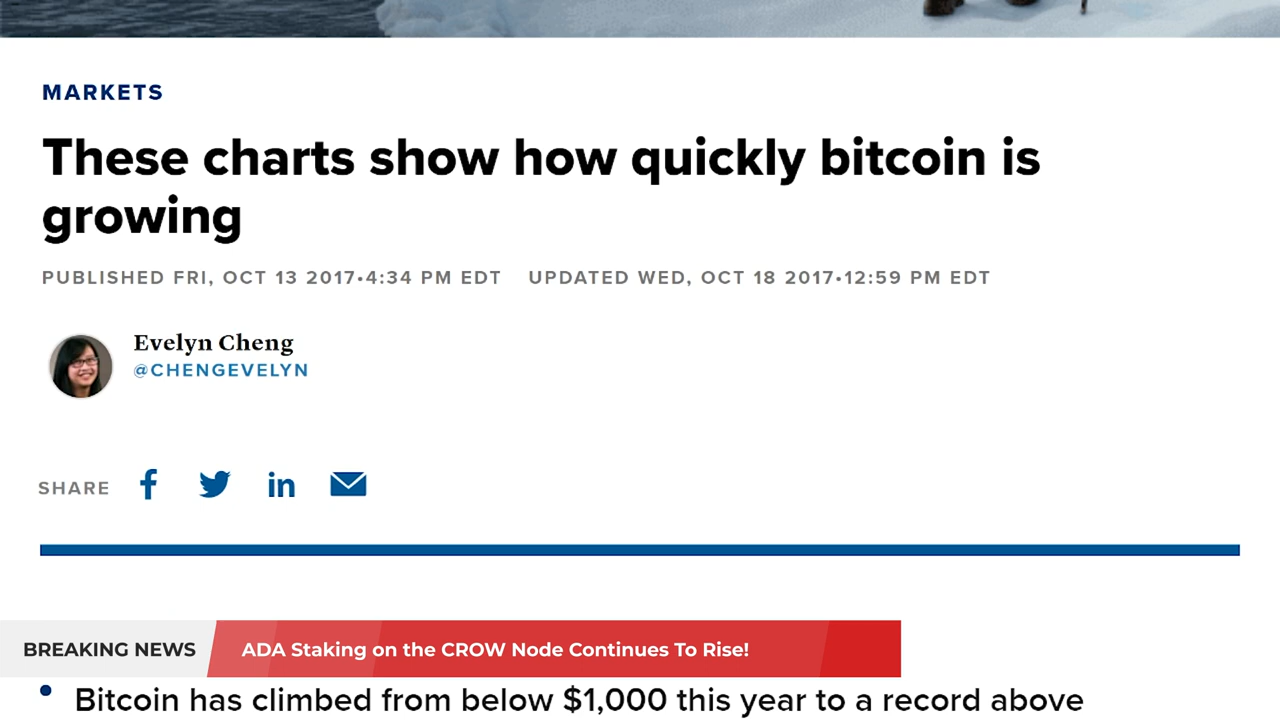 MARKETS
These charts show how quickly bitcoin is
growing
PUBLISHED FRI, OCT 13 2017•4:34 PM EDT UPDATED WED, OCT 18 2017•12:59 PM EDT
Evelyn Cheng
@CHENGEVELYN
SHARE
BREAKING NEWS ADA Staking on the CROW Node Continues To Rise!
• Bitcoin has climbed from below $1,000 this year to a record above